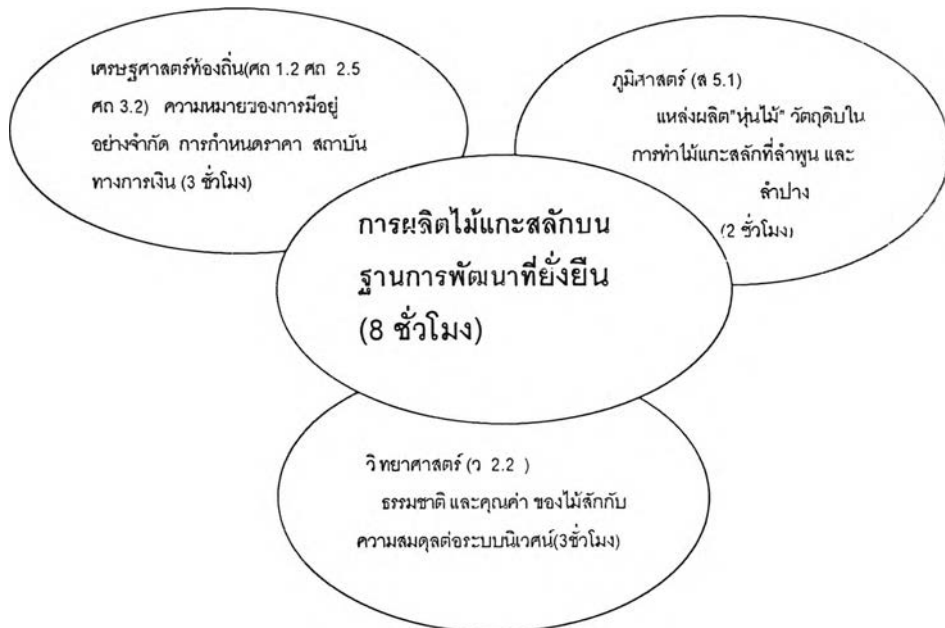 เศรษฐศาสตร์ท้องถิ่น(ศถ 1.2 ศถ 2.5
ศถ 3.2) ความหมายของการมีอยู่
อย่างจำกัด การกำหนดราคา สถาบัน
ทางการเงิน (3 ชั่วโมง)
ภูมิศาสตร์ (ส 5.1)
แหล่งผลิต"หุ่นไม้" วัตถุดิบใน
การทำไม้แกะสลักที่ลำพูน และ
ลำปาง
(2 ชั่วโมง)
การผลิตไม้แกะสลักบน
ฐานการพัฒนาที่ยั่งยืน
(8 ชั่วโมง)
วิทยาศาสตร์ (ว 2.2 )
ธรรมชาติ และคุณค่า ของไม้สักกับ
ความสมดุลต่อระบบนิเวศน์(3ชั่วโมง)